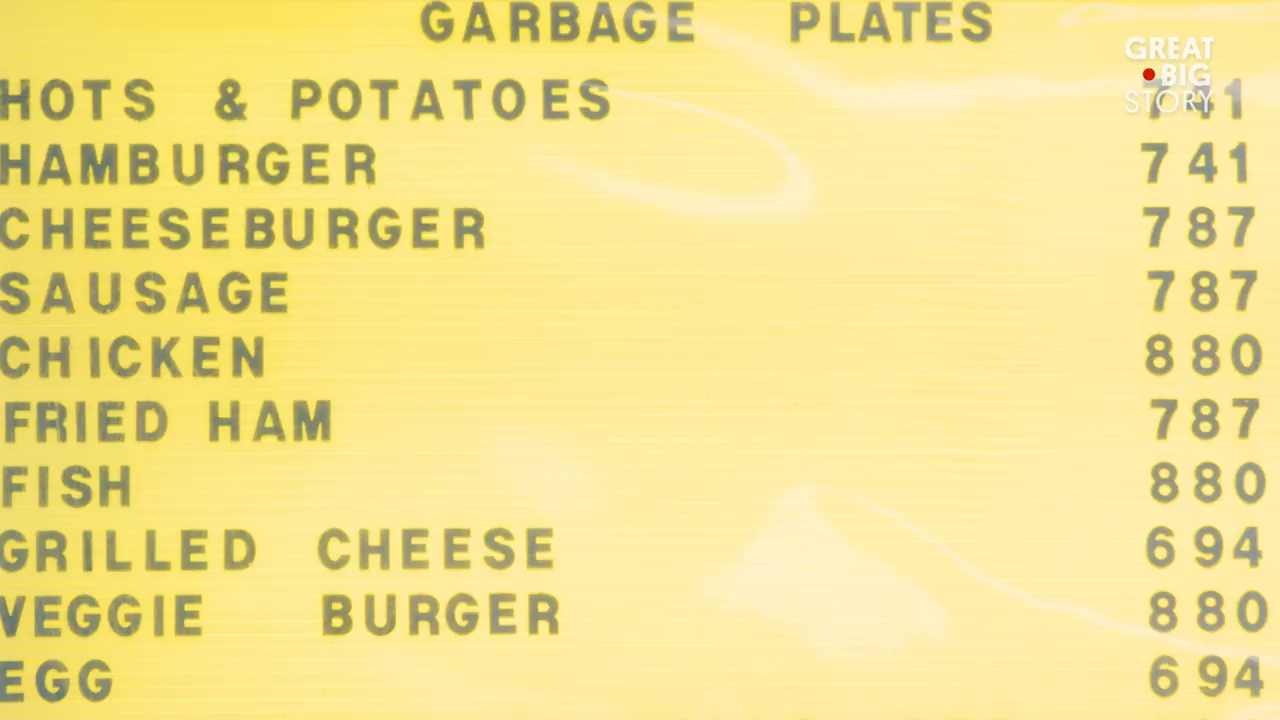 GARBAGE PLATES
GREAT
BIG
STORY
HOTS & POTATOES 741
HAMBURGER 741
CHEESEBURGER 787
SAUSAGE 787
CHICKEN 880
FRIED HAM 787
FISH 880
GRILLED CHEESE 694
VEGGIE BURGER 880
EGG 694